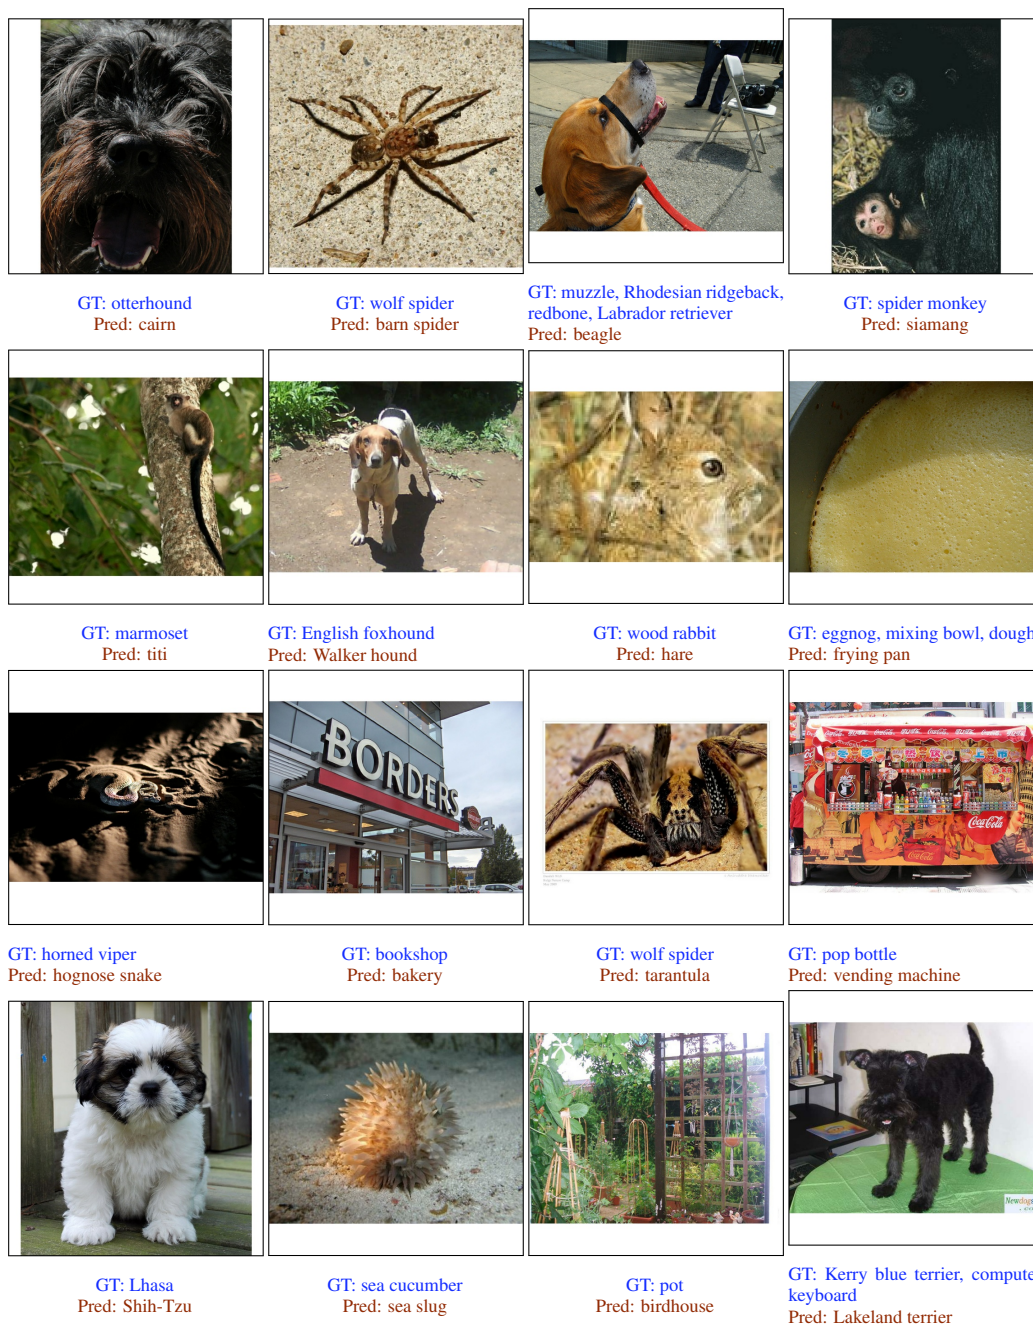 GT: otterhound
Pred: cairn
GT: wolf spider
Pred: barn spider
GT: muzzle, Rhodesian ridgeback,
redbone, Labrador retriever
Pred: beagle
GT: spider monkey
Pred: siamang
GT: marmoset
Pred: titi
GT: English foxhound
Pred: Walker hound
GT: wood rabbit
Pred: hare
GT: eggnog, mixing bowl, dough
Pred: frying pan
BORDERS
Coca-Cola
Coca-Cola
GT: horned viper
Pred: hognose snake
GT: bookshop
Pred: bakery
GT: wolf spider
Pred: tarantula
GT: pop bottle
Pred: vending machine
Newdogs
GT: Lhasa
Pred: Shih-Tzu
GT: sea cucumber
Pred: sea slug
GT: pot
Pred: birdhouse
GT: Kerry blue terrier, compute
keyboard
Pred: Lakeland terrier